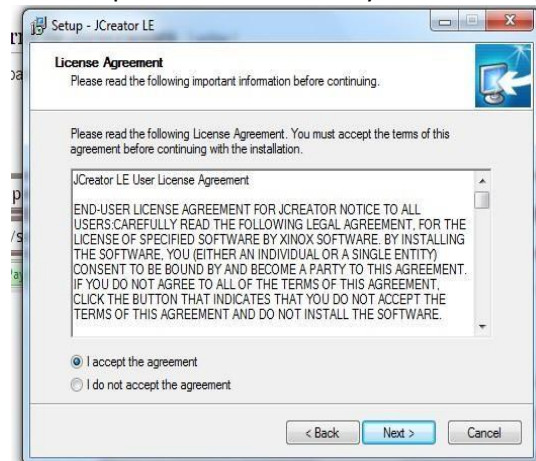 Setup - JCreator LE
License Agreement
Please read the following important information before continuing.
Please read the following License Agreement. You must accept the terms of this
agreement before continuing with the installation.
JCreator LE User License Agreement
END-USER LICENSE AGREEMENT FOR JCREATOR NOTICE TO ALL
USERS:CAREFULLY READ THE FOLLOWING LEGAL AGREEMENT, FOR THE
LICENSE OF SPECIFIED SOFTWARE BY XINOX SOFTWARE. BY INSTALLING
THE SOFTWARE, YOU (EITHER AN INDIVIDUAL OR A SINGLE ENTITY)
CONSENT TO BE BOUND BY AND BECOME A PARTY TO THIS AGREEMENT.
IF YOU DO NOT AGREE TO ALL OF THE TERMS OF THIS AGREEMENT,
CLICK THE BUTTON THAT INDICATES THAT YOU DO NOT ACCEPT THE
TERMS OF THIS AGREEMENT AND DO NOT INSTALL THE SOFTWARE.
I accept the agreement
I do not accept the agreement
< Back Next > Cancel